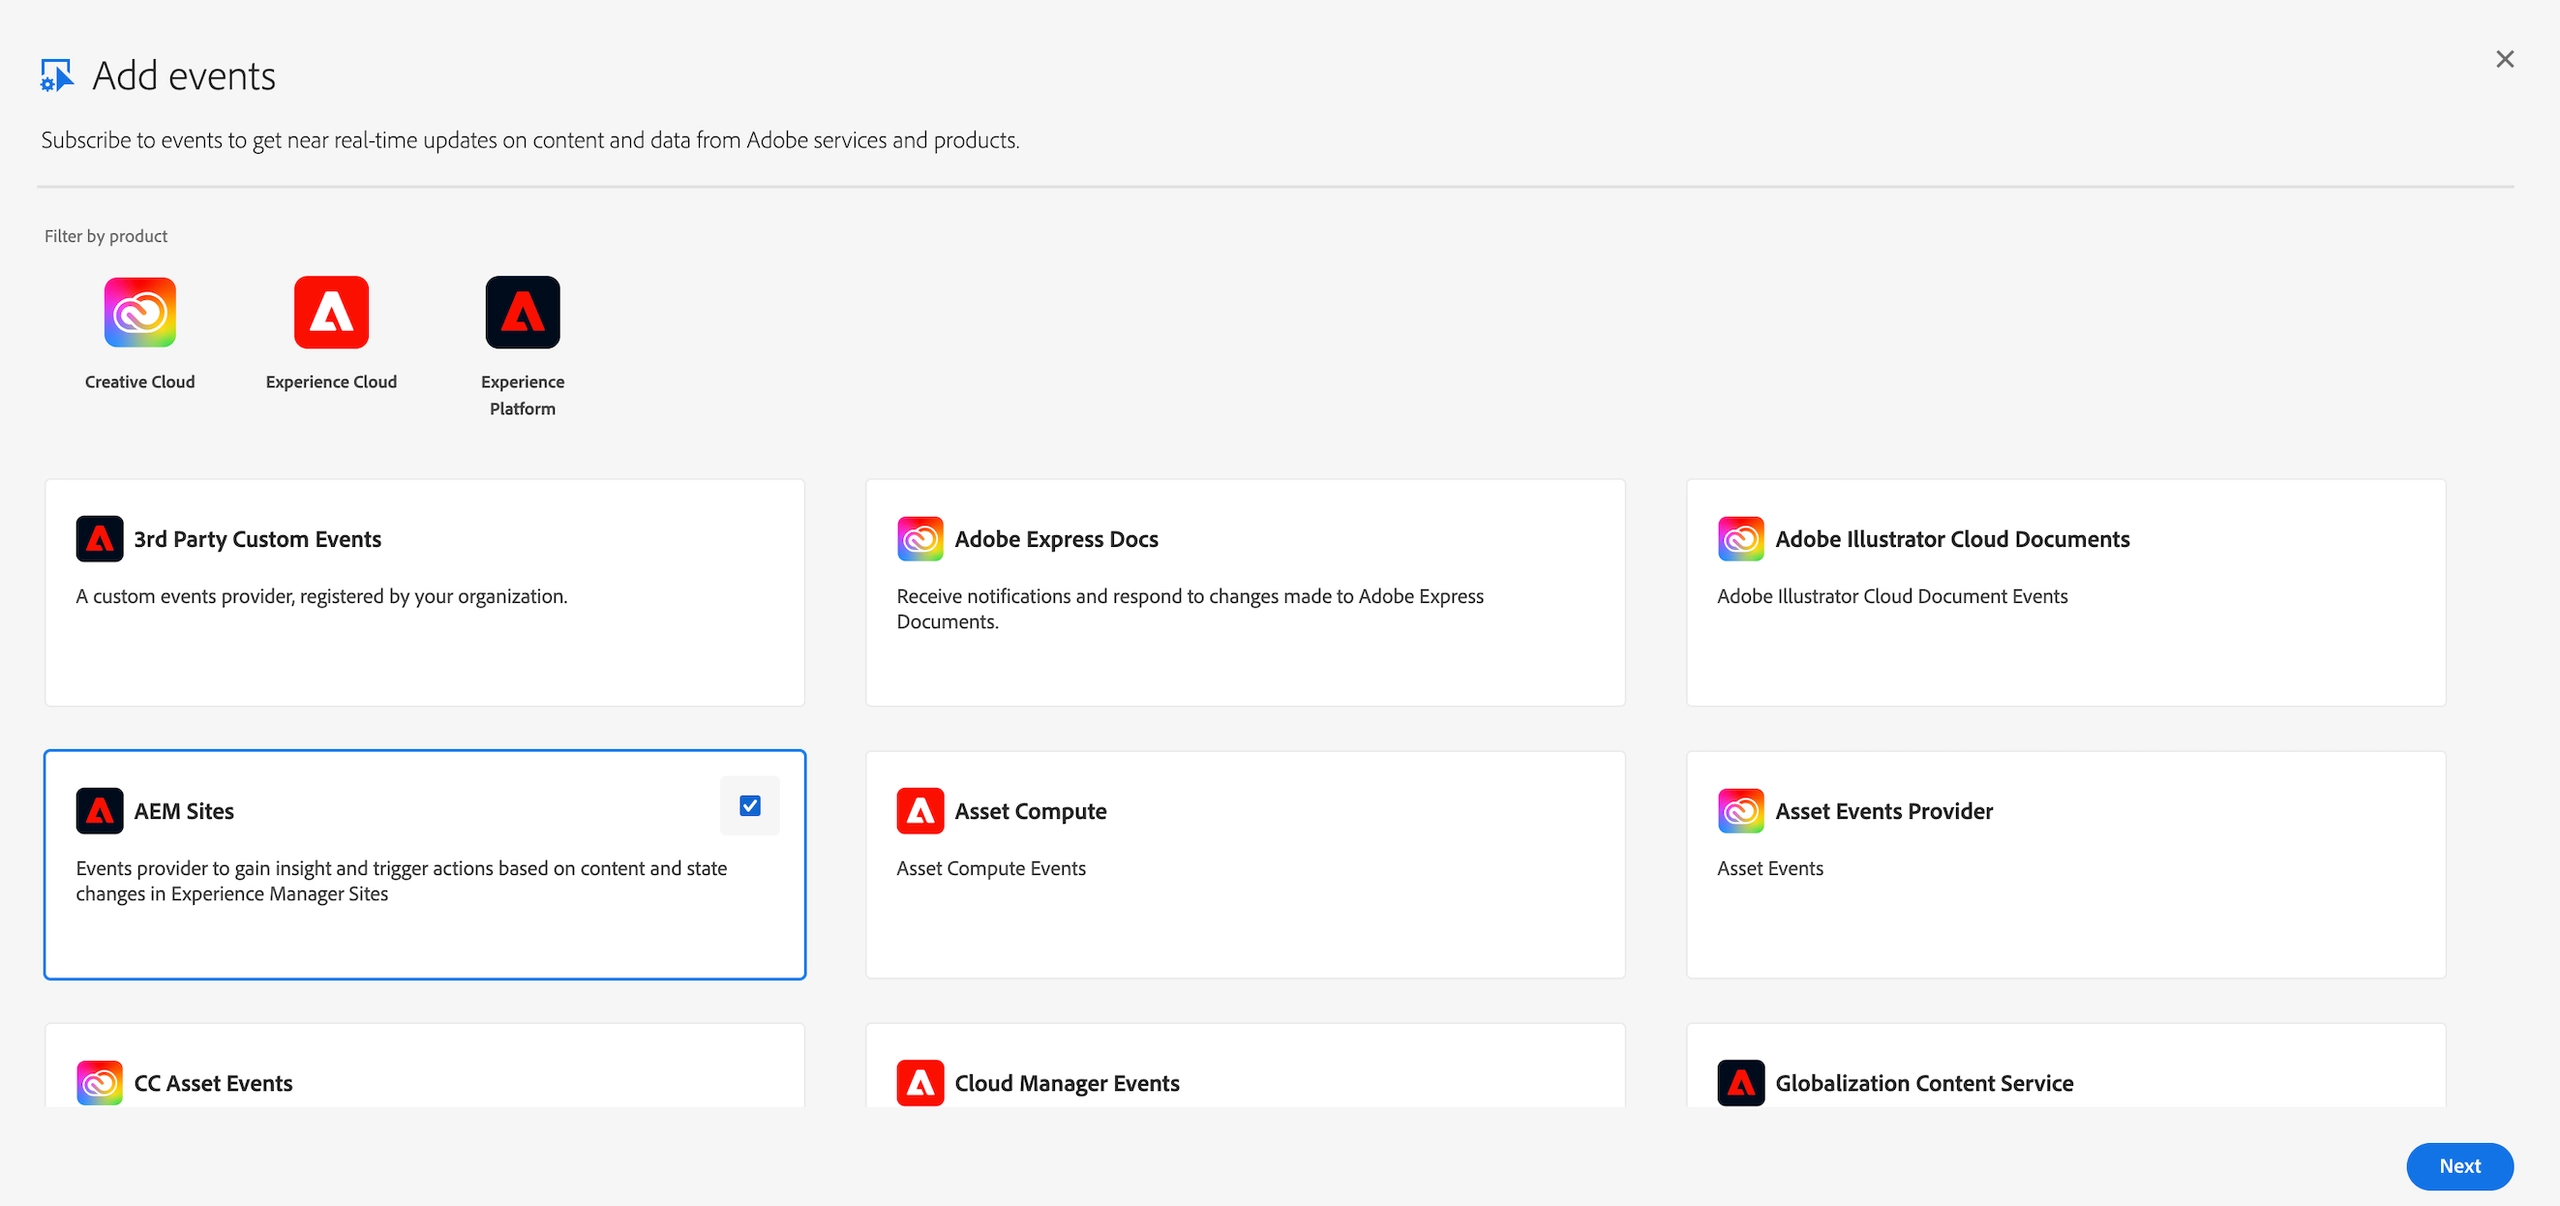 Add events
Subscribe to events to get near real-time updates on content and data from Adobe services and products.
Filter by product
Creative Cloud
Experience Cloud
Experience
Platform
3rd Party Custom Events
A custom events provider, registered by your organization.
Adobe Express Docs
Receive notifications and respond to changes made to Adobe Express
Documents.
Adobe Illustrator Cloud Documents
Adobe Illustrator Cloud Document Events
AEM Sites
Events provider to gain insight and trigger actions based on content and state
changes in Experience Manager Sites
Asset Compute
Asset Compute Events
Asset Events Provider
Asset Events
CC Asset Events
Cloud Manager Events
Globalization Content Service
Next